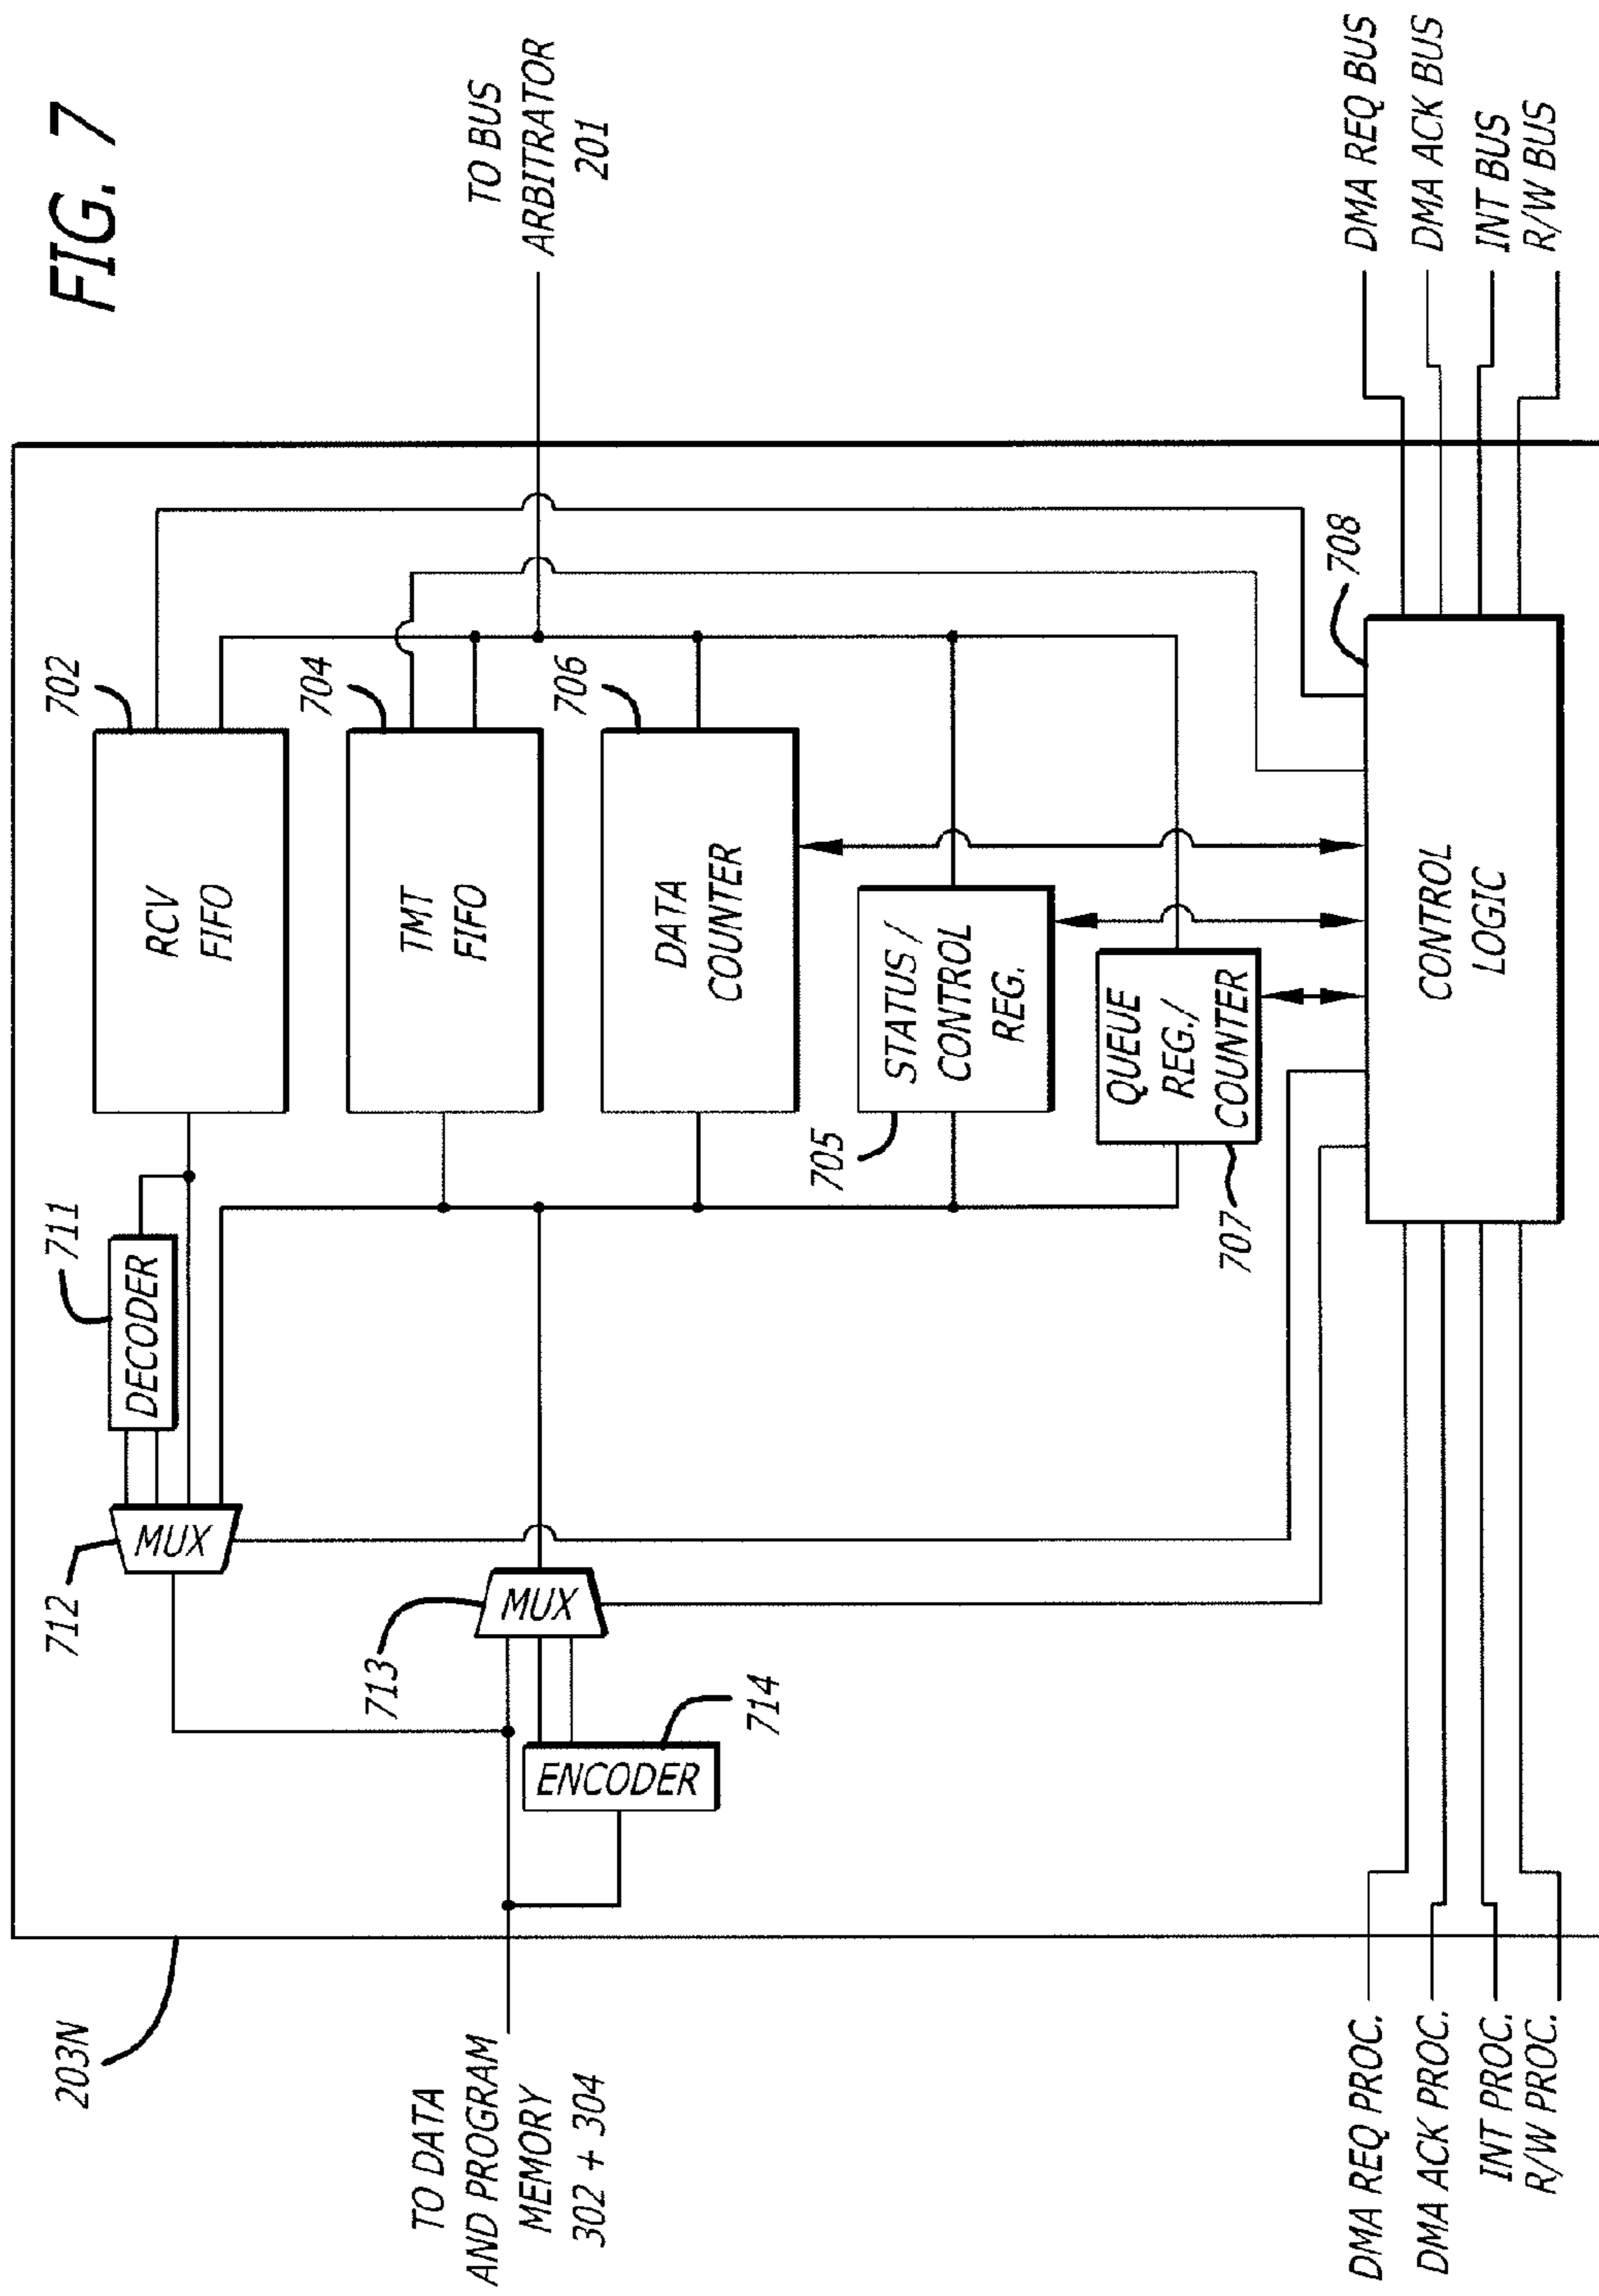 FIG. 7
203N
712
MUX
711
DECODER
702
RCV
FIFO
704
TMT
FIFO
TO BUS
ARBITRATOR
201
TO DATA
AND PROGRAM
MEMORY
302 + 304
713
MUX
ENCODER
714
706
DATA
COUNTER
705
STATUS /
CONTROL
REG.
707
QUEUE
REG./
COUNTER
708
CONTROL
LOGIC
DMA REQ PROC.
DMA ACK PROC.
INT PROC.
R/W PROC.
DMA REQ BUS
DMA ACK BUS
INT BUS
R/W BUS